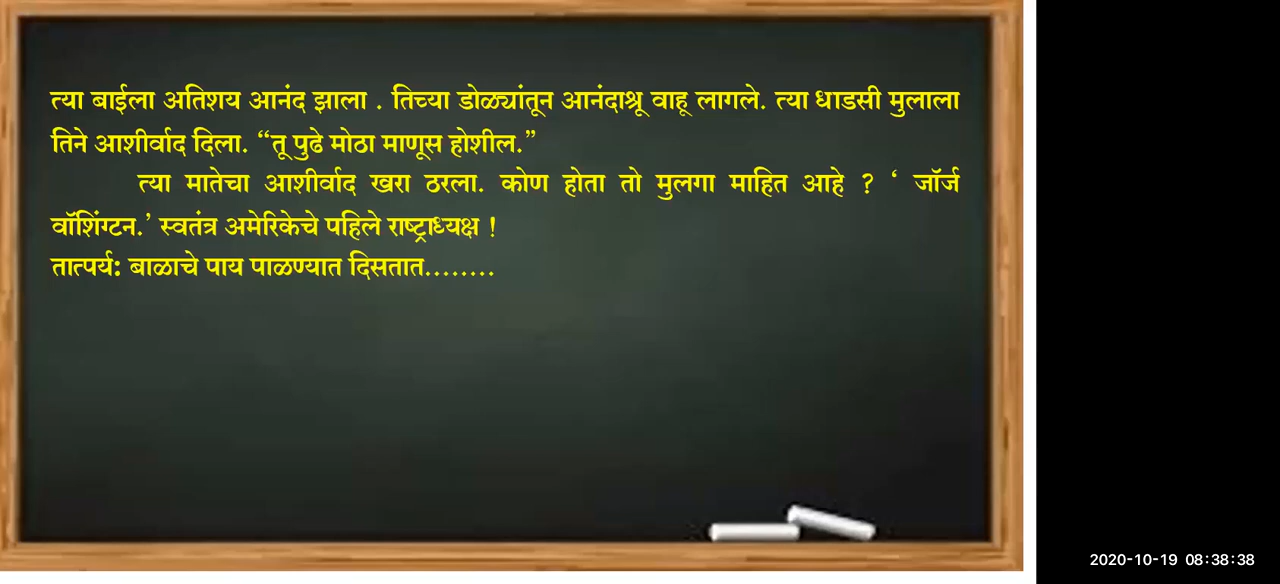 त्या बाईला अतिशय आनंद झाला . तिच्या डोळ्यांतून आनंदाश्रू वाहू लागले. त्या धाडसी मुलाला
तिने आशीर्वाद दिला. “तू पुढे मोठा माणूस होशील.”
त्या मातेचा आशीर्वाद खरा ठरला. कोण होता तो मुलगा माहित आहे ? ‘ जॉर्ज
वॉशिंग्टन.’ स्वतंत्र अमेरिकेचे पहिले राष्ट्राध्यक्ष !
तात्पर्य: बाळाचे पाय पाळण्यात दिसतात........
2020-10-19 08:38:38